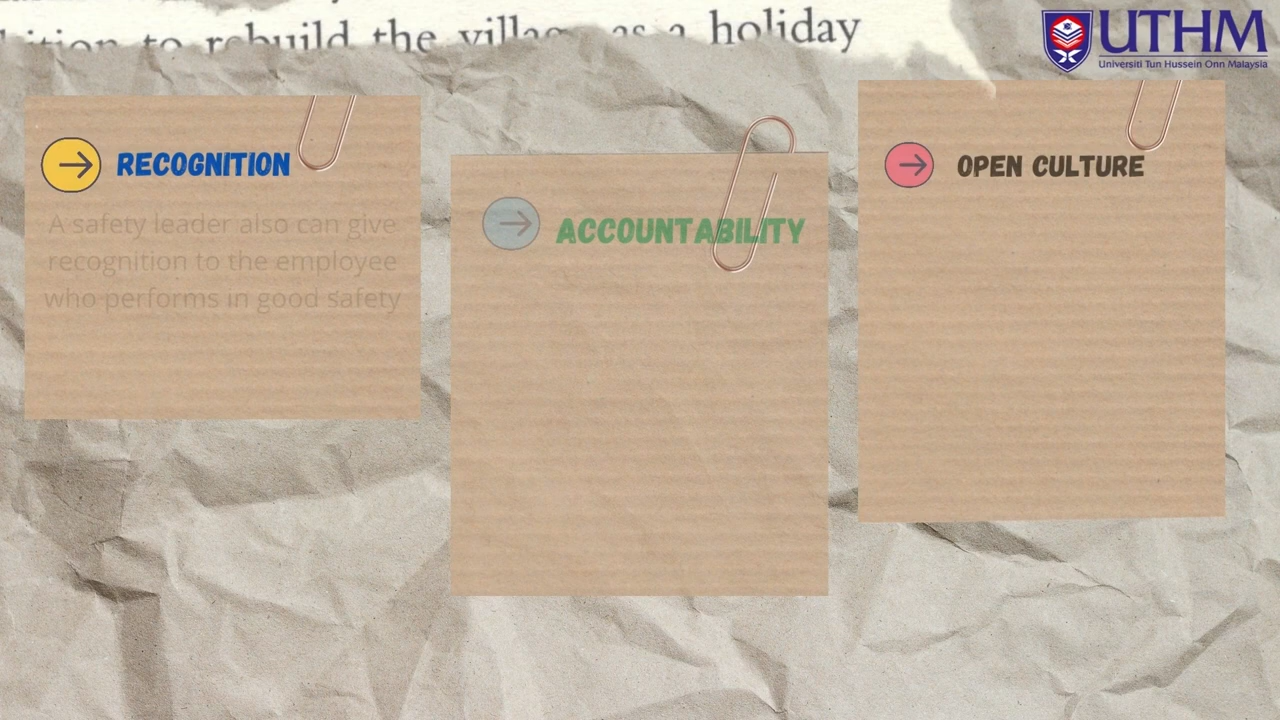 to rebuild the village as a holiday
UTHM
Universiti Tun Hussein Onn Malaysia
RECOGNITION
A safety leader also can give
recognition to the employee
who performs in good safety
ACCOUNTABILITY
OPEN CULTURE